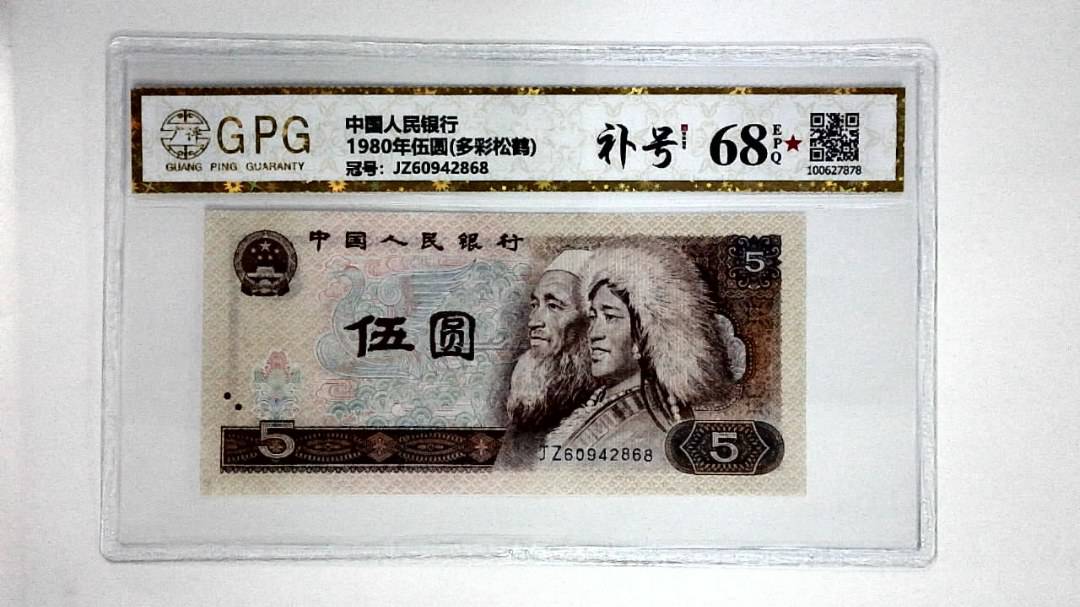 广评
GPG
GUANG PING GUARANTY
中国人民银行
1980年伍圆(多彩松鹤)
冠号: JZ60942868
补号
68
EPQ
100627878
中国人民银行
5
伍圆
5
JZ60942868
5